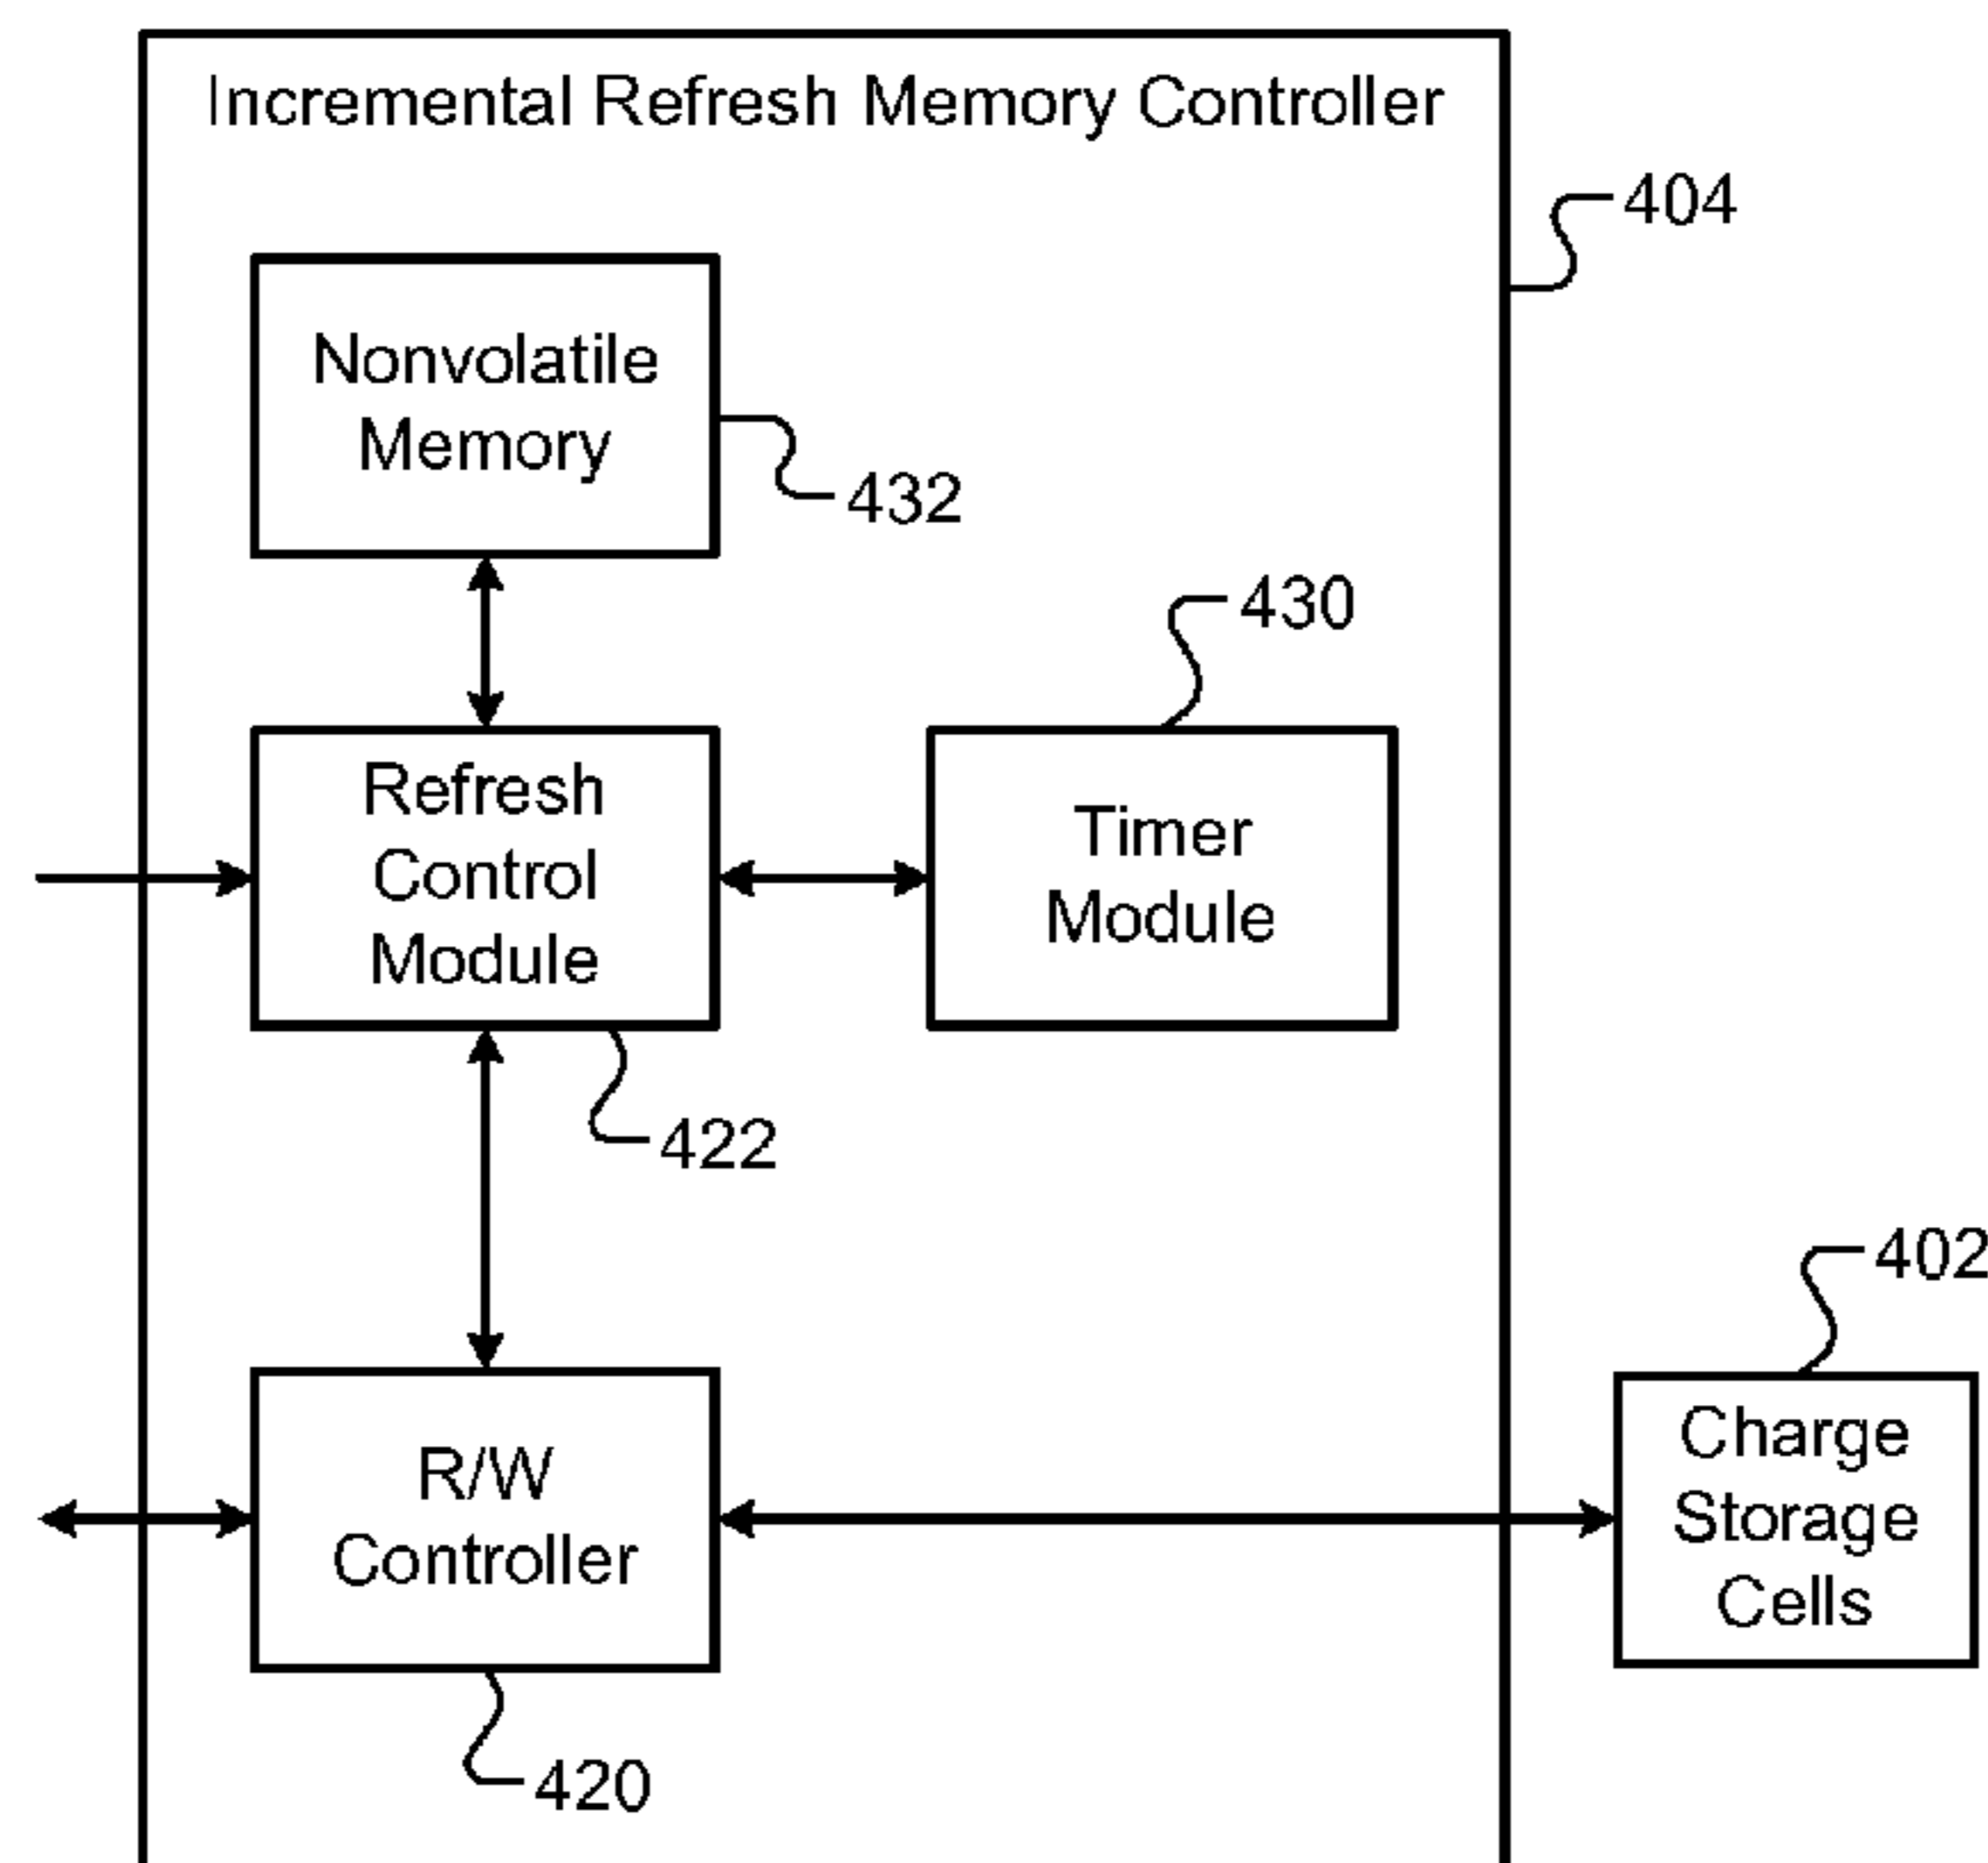 Incremental Refresh Memory Controller
404
Nonvolatile
Memory
432
430
Refresh
Control
Module
Timer
Module
422
402
R/W
Controller
Charge
Storage
Cells
420